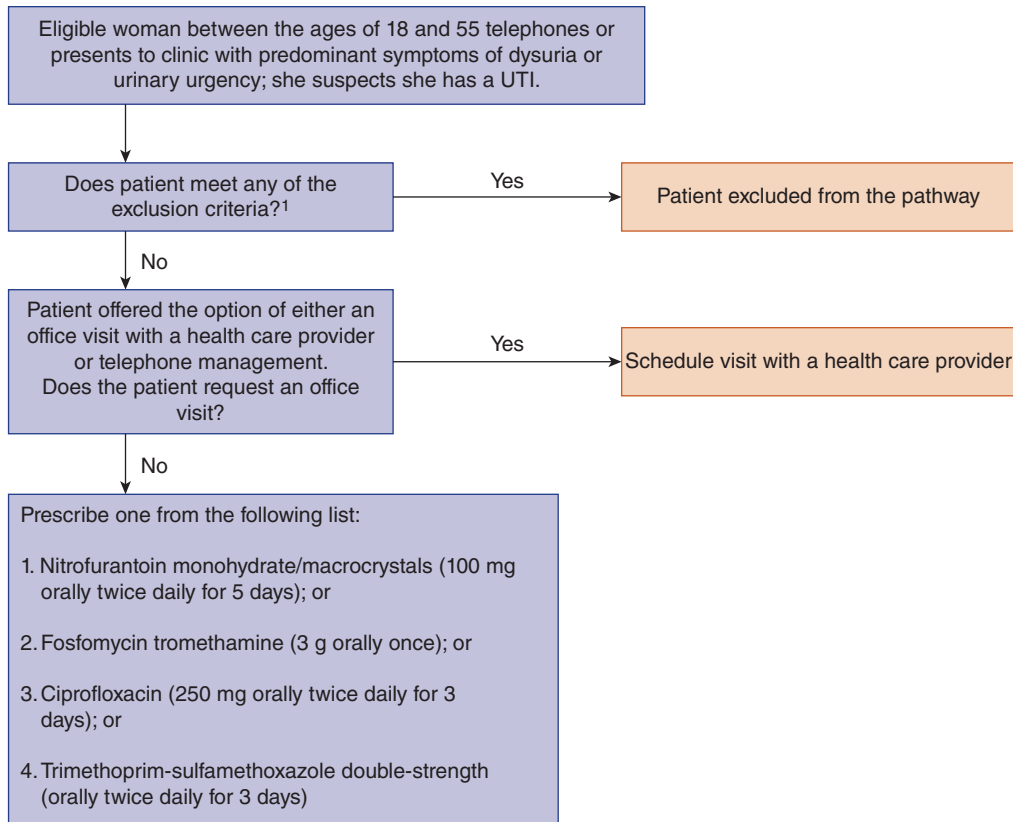 Eligible woman between the ages of 18 and 55 telephones or
presents to clinic with predominant symptoms of dysuria or
urinary urgency; she suspects she has a UTI.
Does patient meet any of the
exclusion criteria?¹
Yes
Patient excluded from the pathway
No
Patient offered the option of either an
office visit with a health care provider
or telephone management.
Does the patient request an office
visit?
Yes
Schedule visit with a health care provider
No
Prescribe one from the following list:
1. Nitrofurantoin monohydrate/macrocrystals (100 mg
orally twice daily for 5 days); or
2. Fosfomycin tromethamine (3 g orally once); or
3. Ciprofloxacin (250 mg orally twice daily for 3
days); or
4. Trimethoprim-sulfamethoxazole double-strength
(orally twice daily for 3 days)